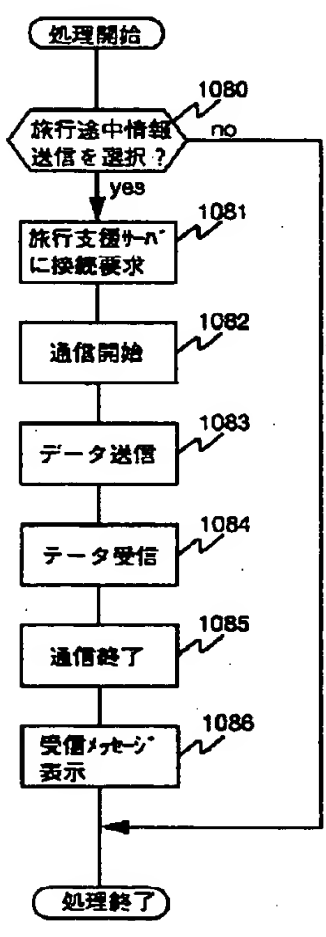 処理開始
1080
旅行途中情報
送信を選択？
no
yes
1081
旅行支援ｻｰﾊﾞ
に接続要求
1082
通信開始
1083
データ送信
1084
テータ受信
1085
通信終了
1086
受信ﾒｯｾｰｼﾞ
表示
処理終了